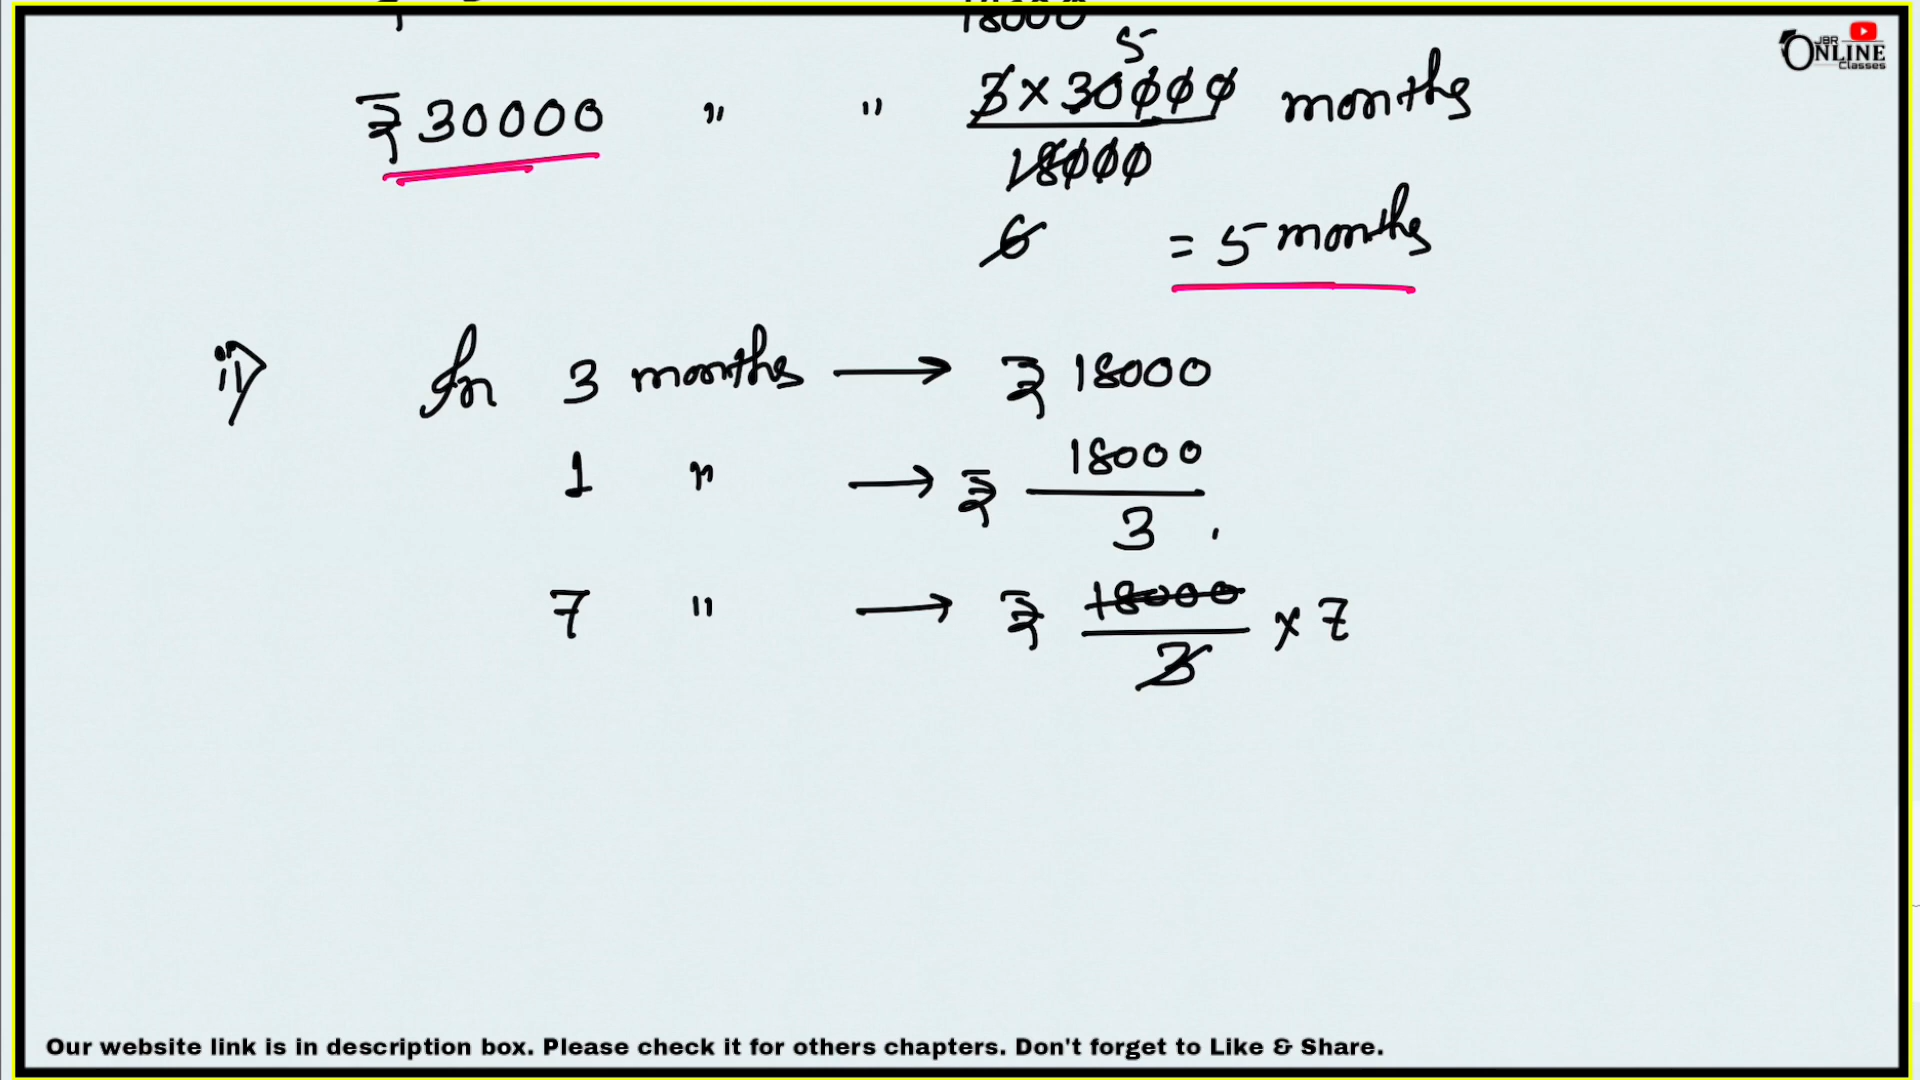 18000
5
JBR
ONLINE
Classes
₹ 30000 " " 3 × 30000 months
18000
6 = 5 months
ii) In 3 months → ₹ 18000
1 " → ₹ 18000
3
7 " → ₹ 18000 × 7
3
Our website link is in description box. Please check it for others chapters. Don't forget to Like & Share.